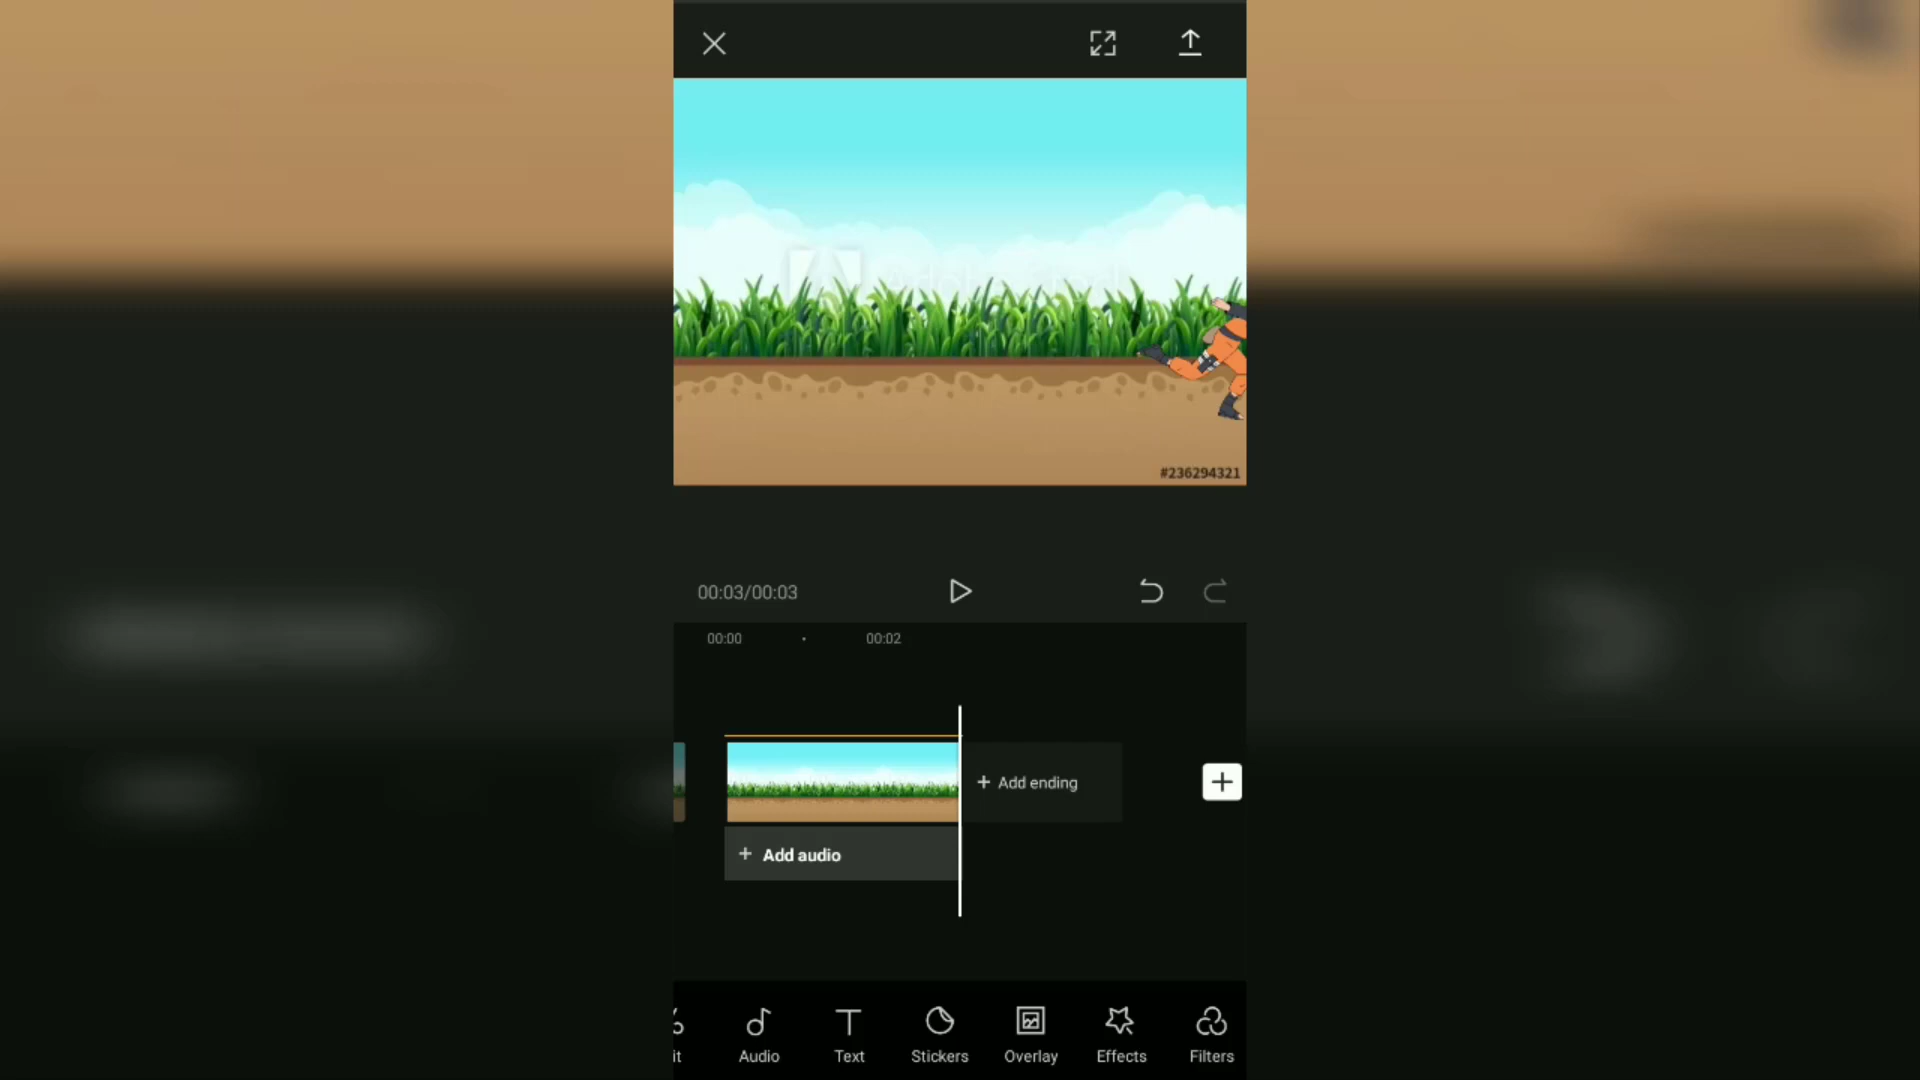 #236294321
00:03/00:03
00:00
00:02
+ Add ending
+ Add audio
it
Audio
Text
Stickers
Overlay
Effects
Filters